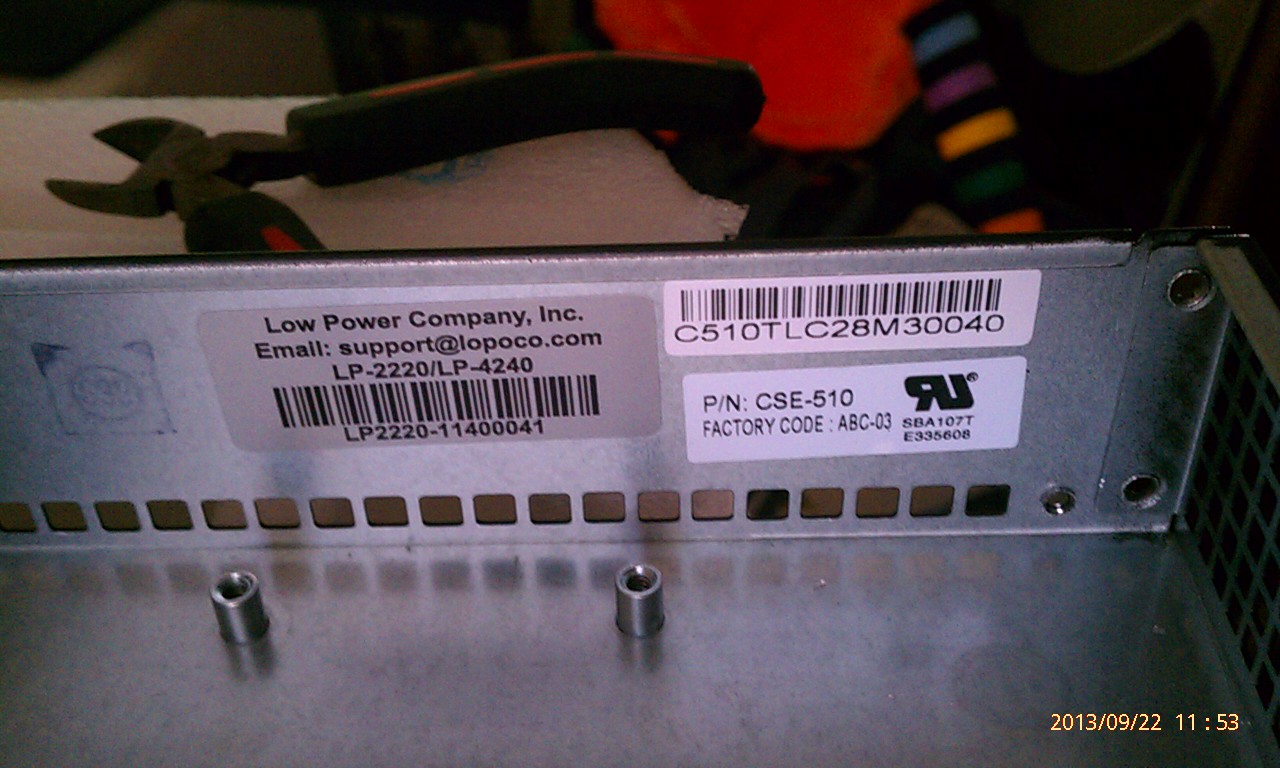 Low Power Company, Inc.
Email: support@lopoco.com
LP-2220/LP-4240
LP2220-11400041
C510TLC28M30040
P/N: CSE-510
FACTORY CODE : ABC-03
®
SBA107T
E335608
2013/09/22 11:53